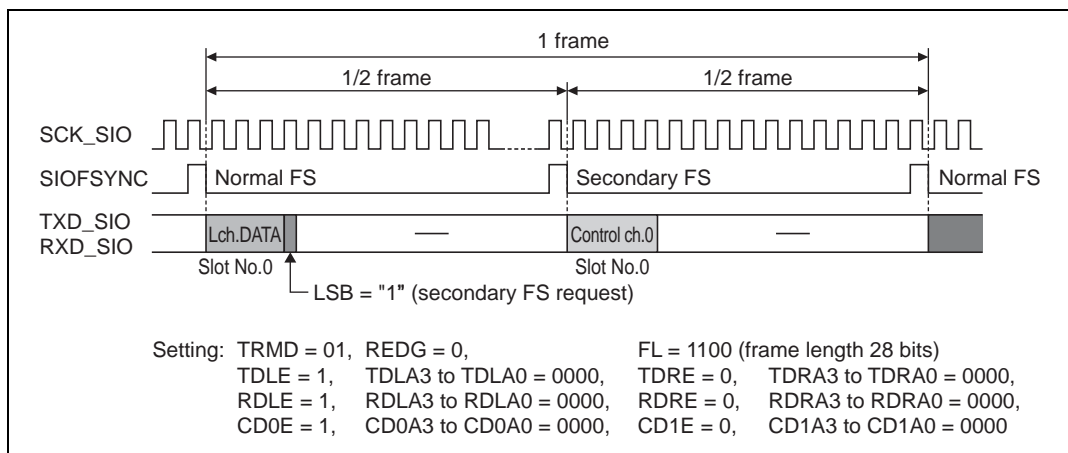 1 frame
1/2 frame 1/2 frame
SCK_SIO
SIOFSYNC Normal FS Secondary FS Normal FS
TXD_SIO
RXD_SIO
Lch.DATA Control ch.0
Slot No.0 Slot No.0
LSB = "1" (secondary FS request)
Setting: TRMD = 01, REDG = 0, FL = 1100 (frame length 28 bits)
TDLE = 1, TDLA3 to TDLA0 = 0000, TDRE = 0, TDRA3 to TDRA0 = 0000,
RDLE = 1, RDLA3 to RDLA0 = 0000, RDRE = 0, RDRA3 to RDRA0 = 0000,
CD0E = 1, CD0A3 to CD0A0 = 0000, CD1E = 0, CD1A3 to CD1A0 = 0000